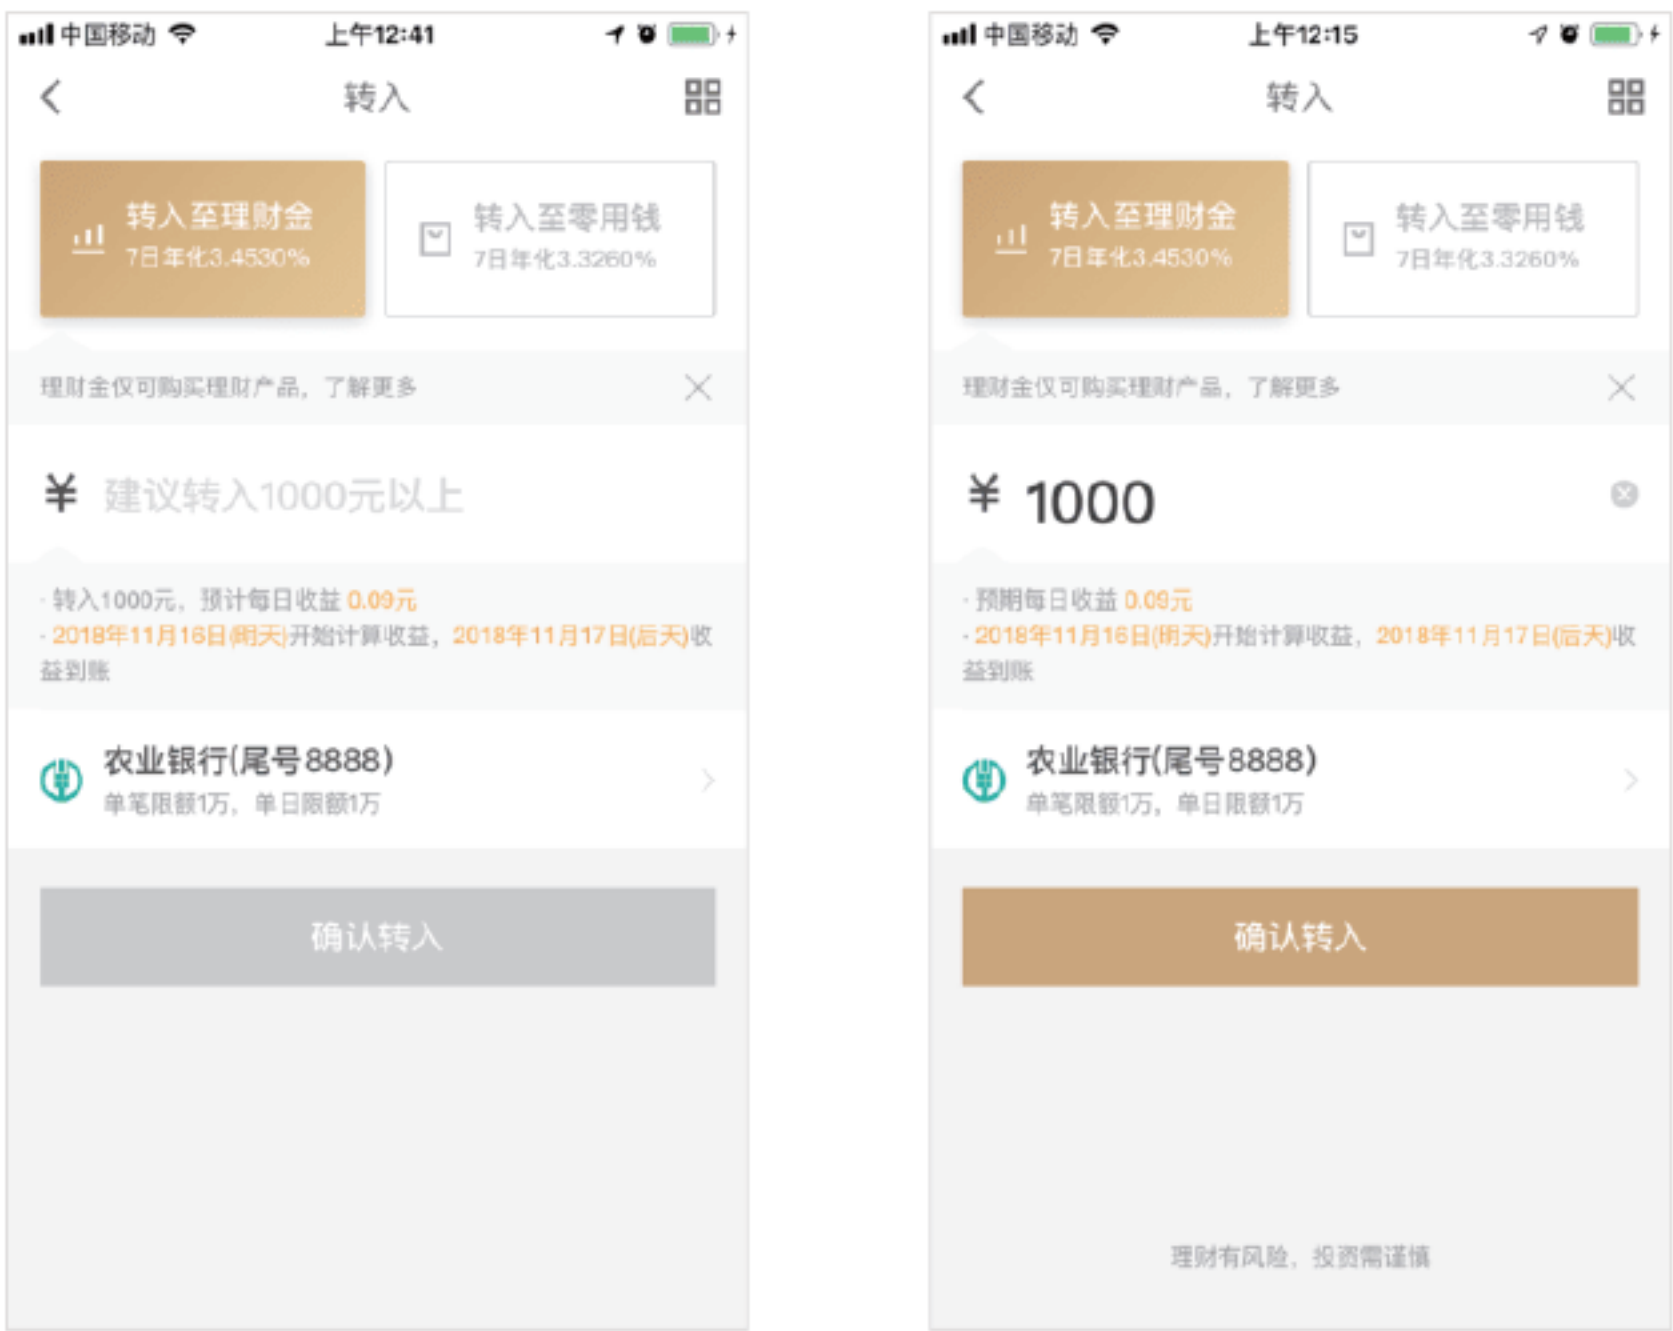 中国移动
上午12:41
转入
转入至理财金
7日年化3.4530%
转入至零用钱
7日年化3.3260%
理财金仅可购买理财产品，了解更多
¥ 建议转入1000元以上
· 转入1000元，预计每日收益 0.09元
· 2018年11月16日(明天)开始计算收益，2018年11月17日(后天)收
益到账
农业银行(尾号8888)
单笔限额1万，单日限额1万
确认转入
中国移动
上午12:15
转入
转入至理财金
7日年化3.4530%
转入至零用钱
7日年化3.3260%
理财金仅可购买理财产品，了解更多
¥ 1000
· 预期每日收益 0.09元
· 2018年11月16日(明天)开始计算收益，2018年11月17日(后天)收
益到账
农业银行(尾号8888)
单笔限额1万，单日限额1万
确认转入
理财有风险，投资需谨慎